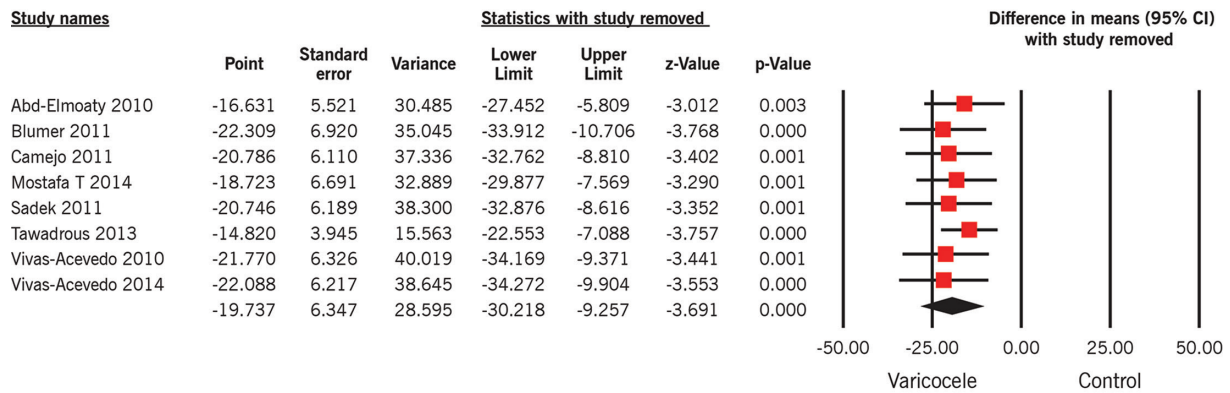 Study names Statistics with study removed Difference in means (95% CI)
with study removed
Point Standard error Variance Lower Limit Upper Limit z-Value p-Value
Abd-Elmoaty 2010 -16.631 5.521 30.485 -27.452 -5.809 -3.012 0.003
Blumer 2011 -22.309 6.920 35.045 -33.912 -10.706 -3.768 0.000
Camejo 2011 -20.786 6.110 37.336 -32.762 -8.810 -3.402 0.001
Mostafa T 2014 -18.723 6.691 32.889 -29.877 -7.569 -3.290 0.001
Sadek 2011 -20.746 6.189 38.300 -32.876 -8.616 -3.352 0.001
Tawadrous 2013 -14.820 3.945 15.563 -22.553 -7.088 -3.757 0.000
Vivas-Acevedo 2010 -21.770 6.326 40.019 -34.169 -9.371 -3.441 0.001
Vivas-Acevedo 2014 -22.088 6.217 38.645 -34.272 -9.904 -3.553 0.000
-19.737 6.347 28.595 -30.218 -9.257 -3.691 0.000
-50.00 -25.00 0.00 25.00 50.00
Varicocele Control